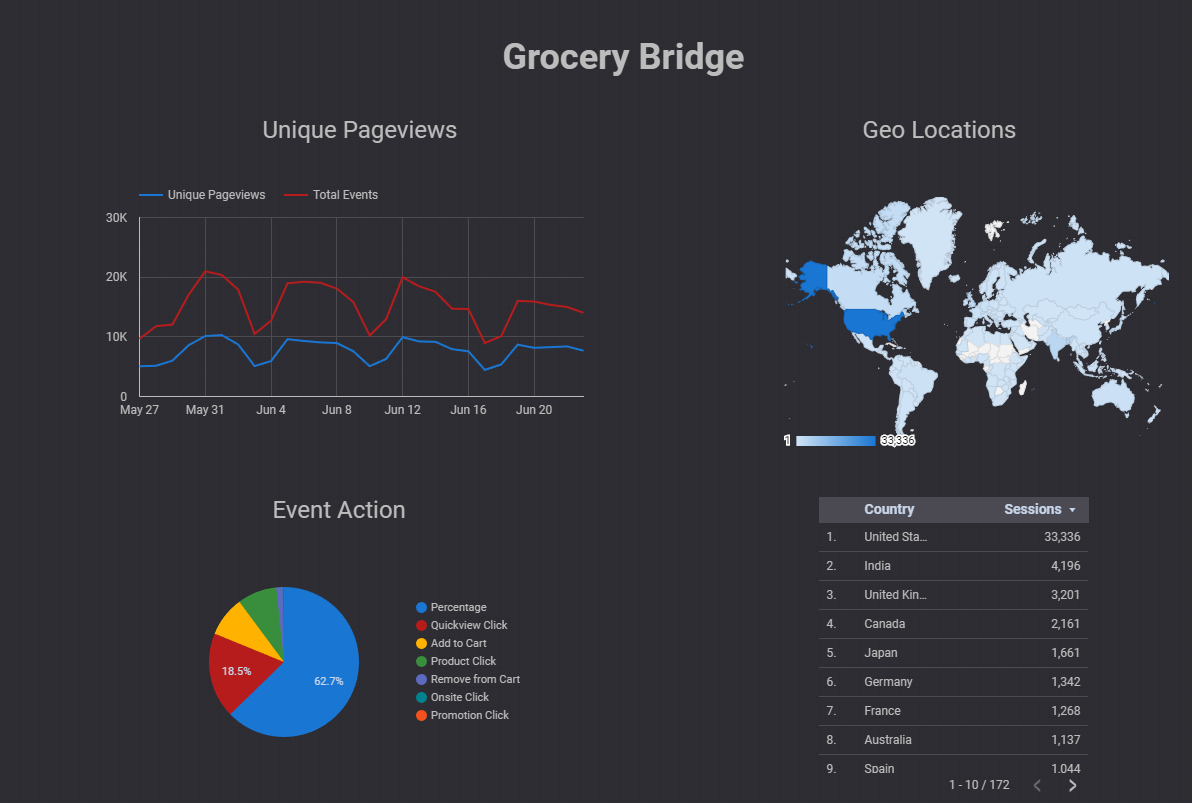 Grocery Bridge
Unique Pageviews
Unique Pageviews Total Events
30K
20K
10K
0
May 27 May 31 Jun 4 Jun 8 Jun 12 Jun 16 Jun 20
Geo Locations
1 33,336
Event Action
18.5%
62.7%
Percentage
Quickview Click
Add to Cart
Product Click
Remove from Cart
Onsite Click
Promotion Click
Country Sessions
1. United Sta... 33,336
2. India 4,196
3. United Kin... 3,201
4. Canada 2,161
5. Japan 1,661
6. Germany 1,342
7. France 1,268
8. Australia 1,137
9. Spain 1,044
1 - 10 / 172